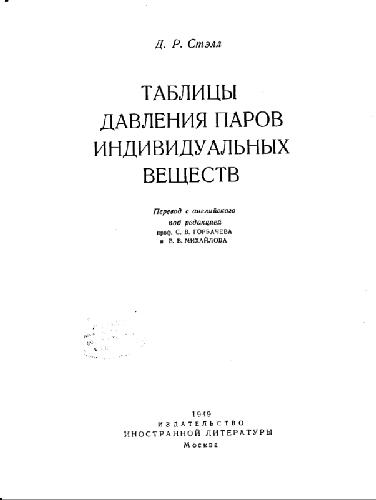 Д. Р. Стэлл
ТАБЛИЦЫ
ДАВЛЕНИЯ ПАРОВ
ИНДИВИДУАЛЬНЫХ
ВЕЩЕСТВ
Перевод с английского
под редакцией
проф. С. В. ГОРБАЧЕВА
и В. В. МИХАЙЛОВА
1949
ИЗДАТЕЛЬСТВО
ИНОСТРАННОЙ ЛИТЕРАТУРЫ
Москва